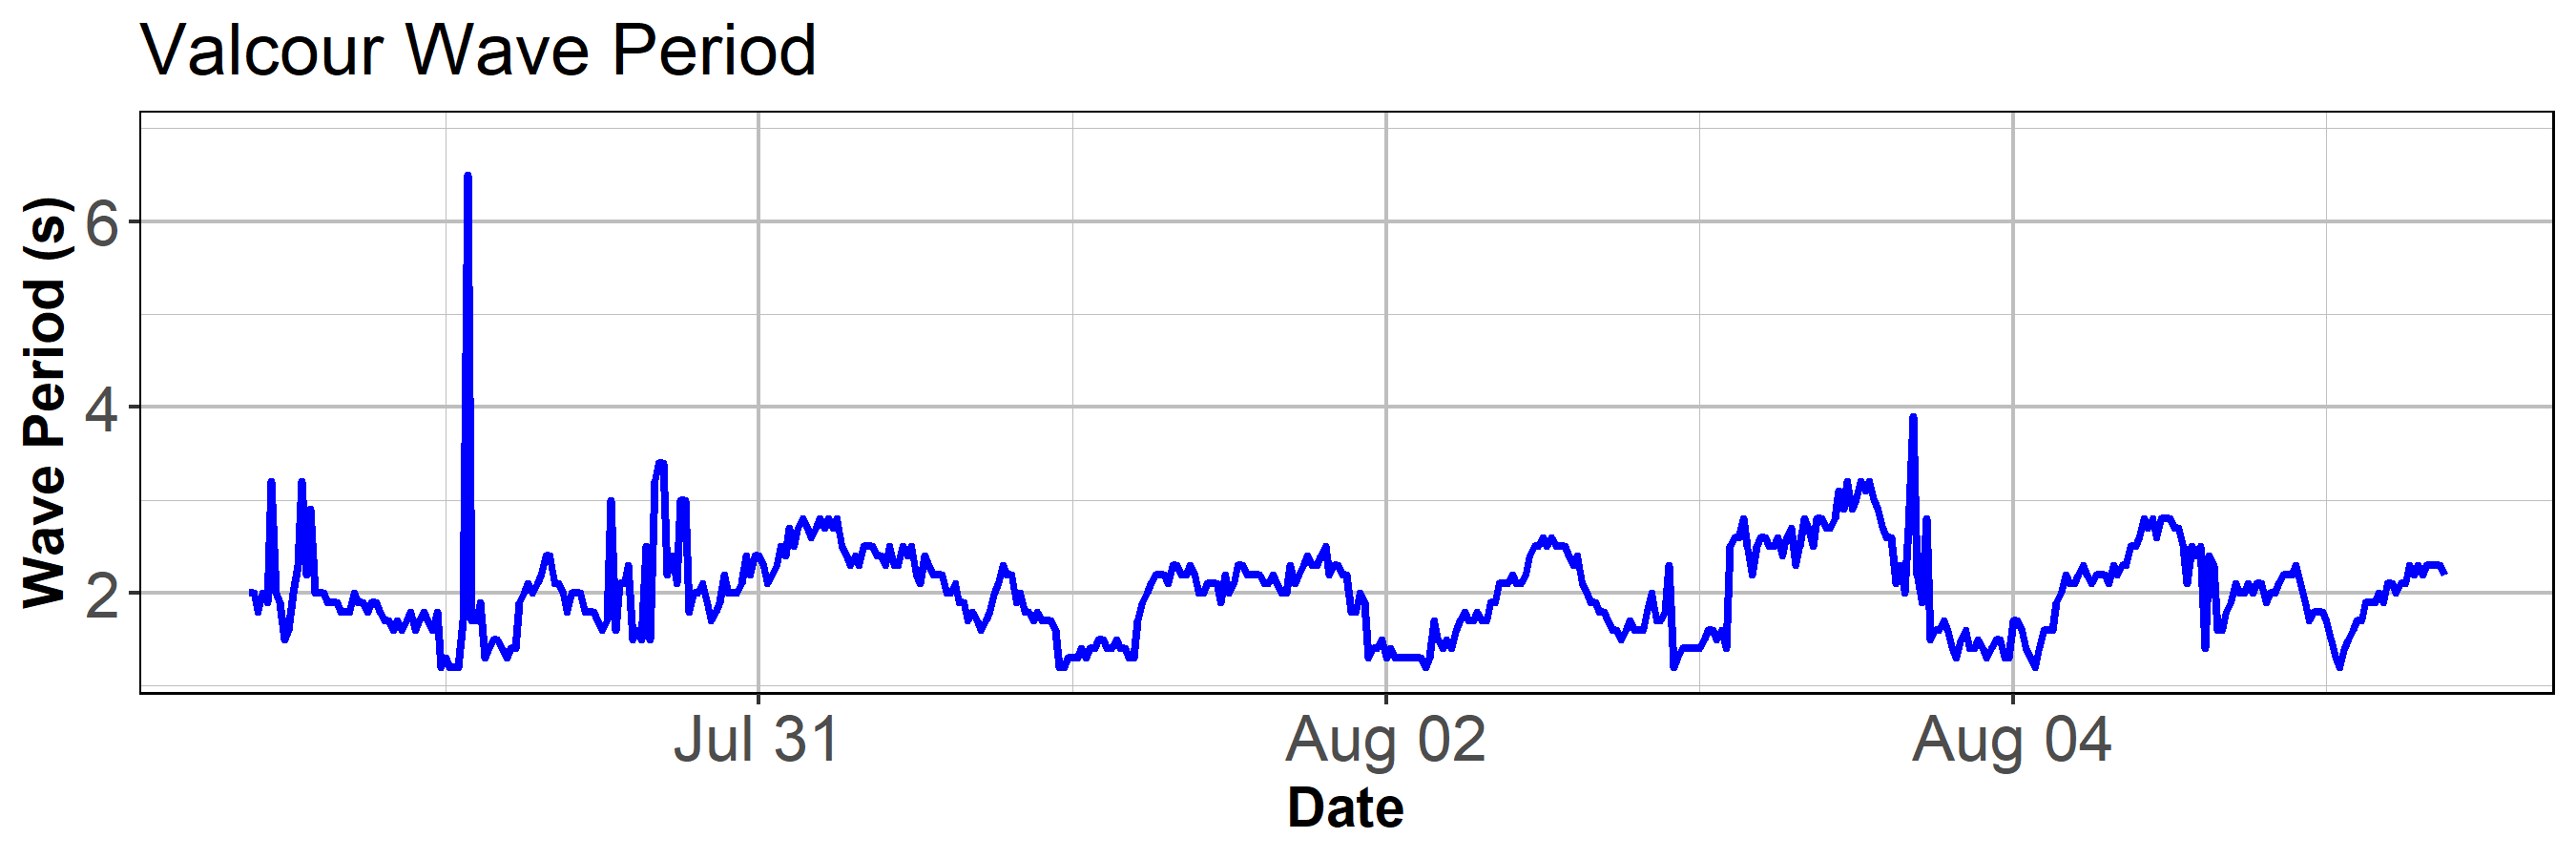 Valcour Wave Period
Wave Period (s)
6
4
2
Jul 31
Aug 02
Aug 04
Date